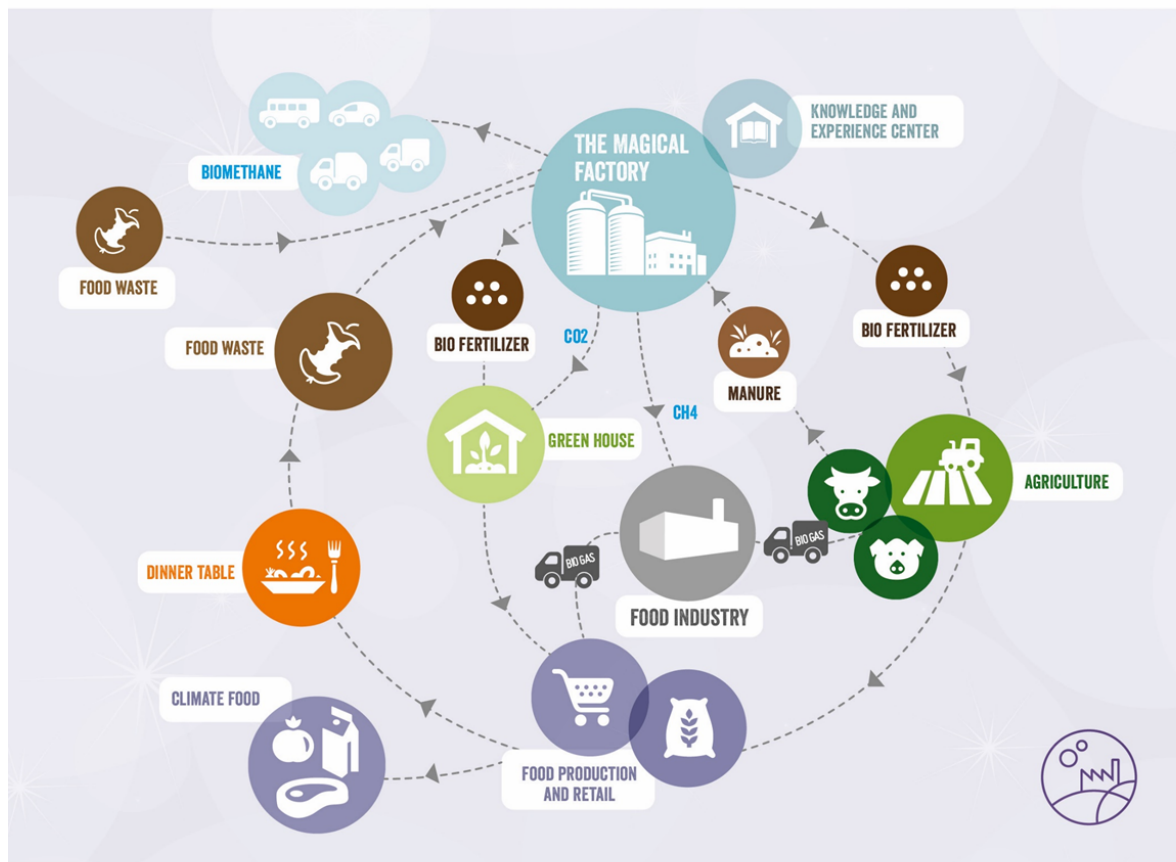 THE MAGICAL
FACTORY
KNOWLEDGE AND
EXPERIENCE CENTER
BIOMETHANE
FOOD WASTE
FOOD WASTE
BIO FERTILIZER
CO2
BIO FERTILIZER
MANURE
CH4
GREEN HOUSE
AGRICULTURE
BIO GAS
BIO GAS
DINNER TABLE
FOOD INDUSTRY
CLIMATE FOOD
FOOD PRODUCTION
AND RETAIL